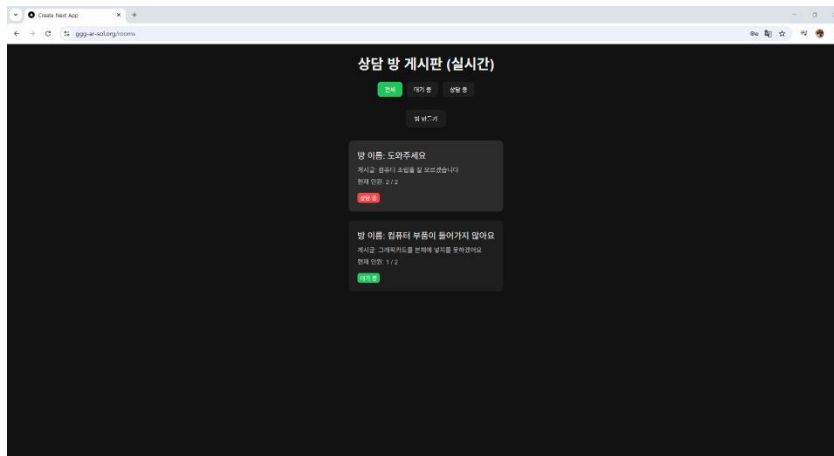 Create Next App
ggg-ar-sol.org/rooms
상담 방 게시판 (실시간)
전체 대기 중 상담 중
방 만들기
방 이름: 도와주세요
게시글: 컴퓨터 조립을 잘 모르겠습니다
현재 인원: 2 / 2
상담 중
방 이름: 컴퓨터 부품이 들어가지 않아요
게시글: 그래픽카드를 본체에 넣지를 못하겠어요
현재 인원: 1 / 2
대기 중